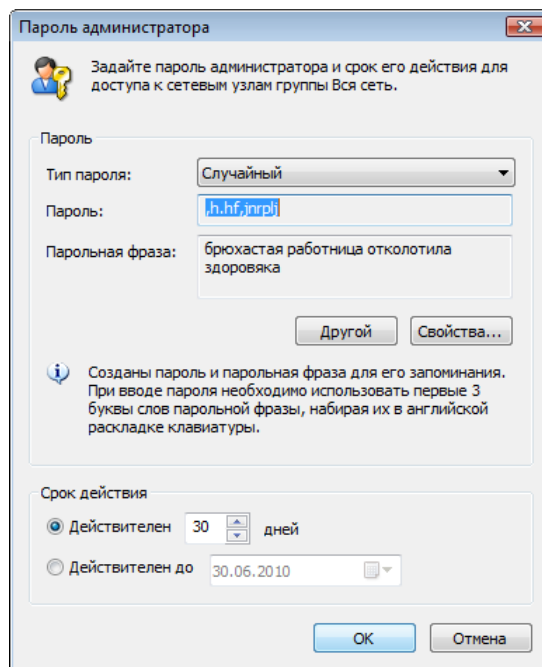 Пароль администратора
Задайте пароль администратора и срок его действия для
доступа к сетевым узлам группы Вся сеть.
Пароль
Тип пароля: Случайный
Пароль: ,h.hf,jnrplj
Парольная фраза: брюхастая работница отколотила
здоровяка
Другой Свойства...
Созданы пароль и парольная фраза для его запоминания.
При вводе пароля необходимо использовать первые 3
буквы слов парольной фразы, набирая их в английской
раскладке клавиатуры.
Срок действия
Действителен 30 дней
Действителен до 30.06.2010
OK Отмена